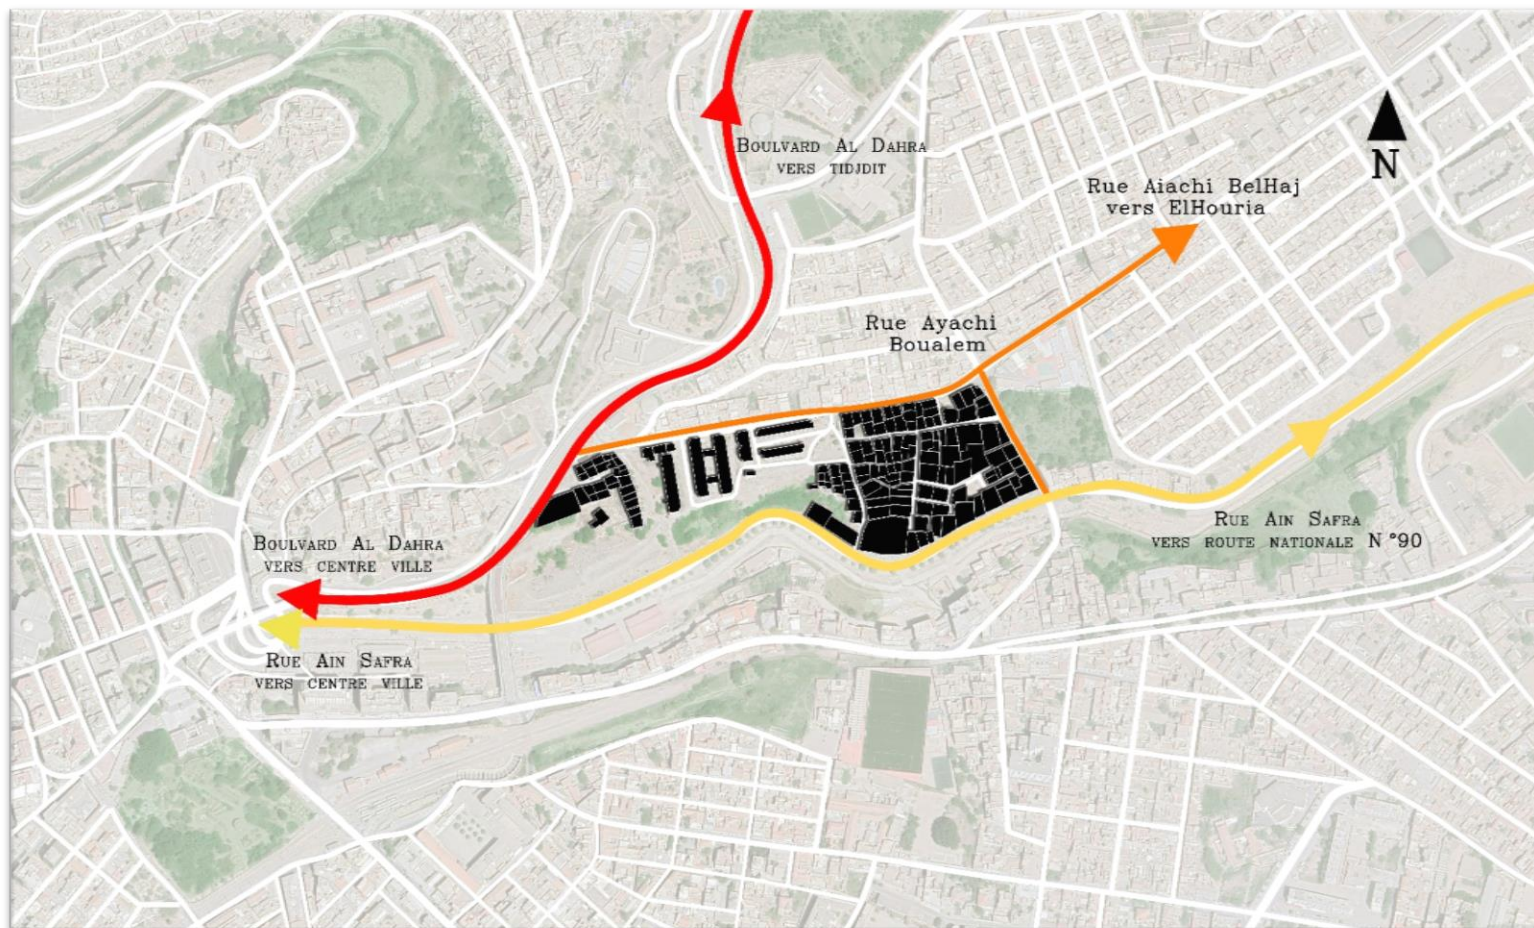 Boulvard Al Dahra
vers tidjdit
N
Rue Aiachi BelHaj
vers ElHouria
Rue Ayachi
Boualem
Rue Ain Safra
vers route nationale N°90
Boulvard Al Dahra
vers centre ville
Rue Ain Safra
vers centre ville